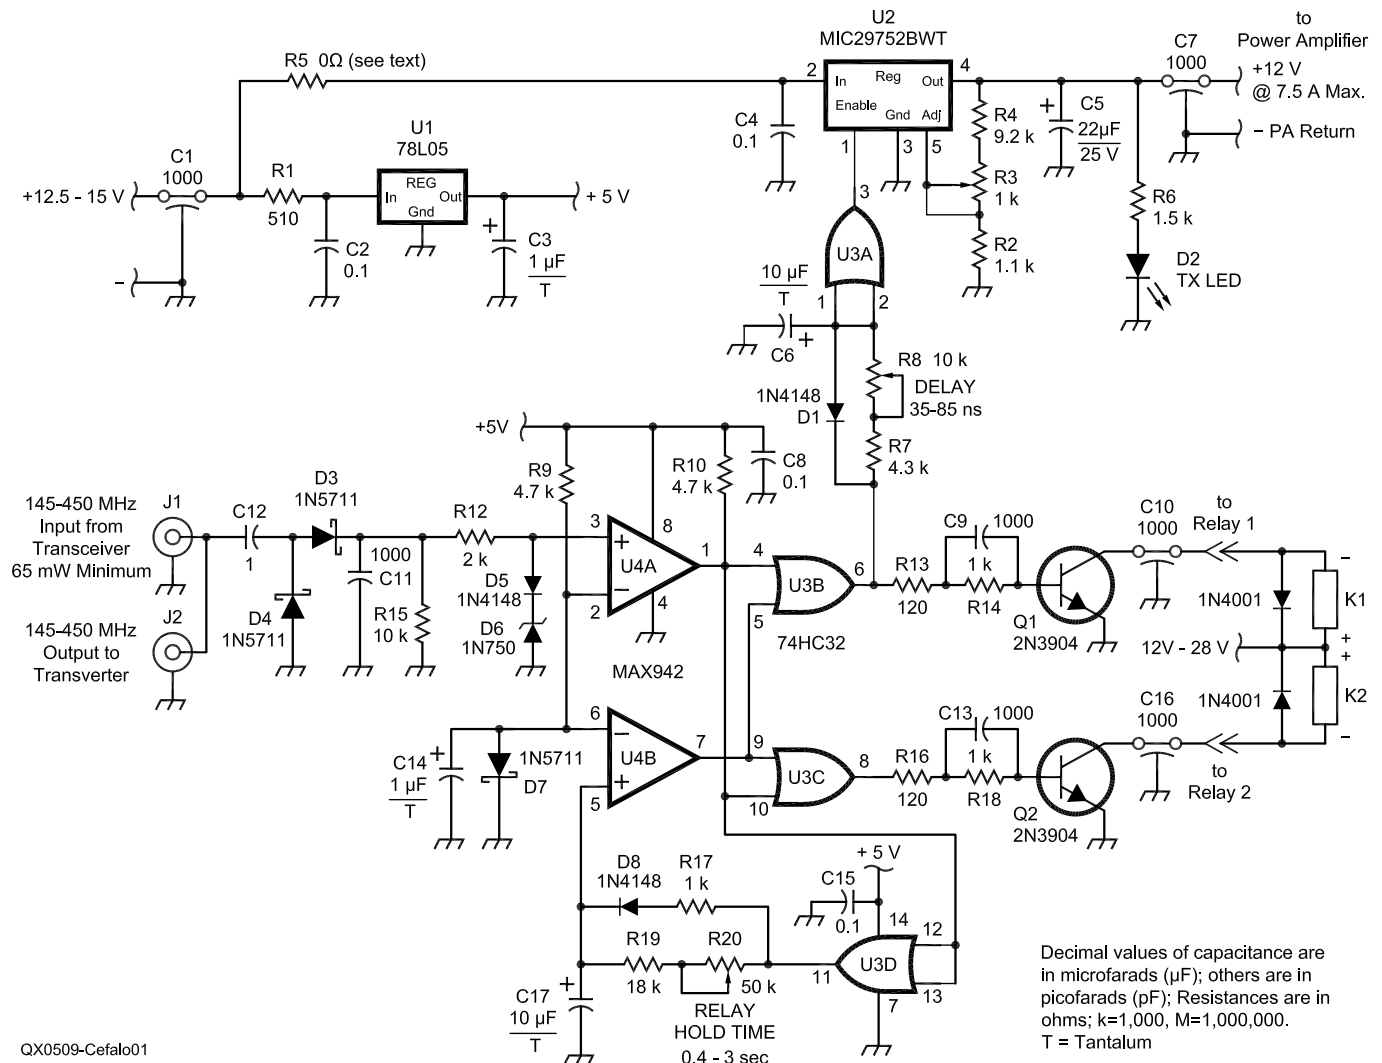 U2
MIC29752BWT
to
Power Amplifier
C7
1000
+12 V
@ 7.5 A Max.
– PA Return
R5 0Ω (see text)
2
In
Reg
Out
4
Enable
Gnd
Adj
1
3
5
C4
0.1
R4
9.2 k
+
C5
22µF
25 V
R3
1 k
R2
1.1 k
R6
1.5 k
D2
TX LED
U1
78L05
C1
1000
+12.5 - 15 V
–
R1
510
REG
In
Out
Gnd
+ 5 V
C2
0.1
+
C3
1 µF
T
3
U3A
1
2
10 µF
T
+
C6
R8 10 k
DELAY
35-85 ns
1N4148
D1
R7
4.3 k
+5V
R9
4.7 k
R10
4.7 k
C8
0.1
145-450 MHz
Input from
Transceiver
65 mW Minimum
J1
C12
1
D3
1N5711
1000
C11
D4
1N5711
R15
10 k
R12
2 k
D5
1N4148
D6
1N750
J2
145-450 MHz
Output to
Transverter
3
+
8
U4A
1
2
–
4
MAX942
4
U3B
6
5
74HC32
R13
120
C9
1000
1 k
R14
Q1
2N3904
C10
1000
to
Relay 1
1N4001
–
K1
+
12V - 28 V
+
1N4001
K2
–
6
–
U4B
7
+
5
+
C14
1 µF
T
1N5711
D7
9
U3C
8
10
R16
120
C13
1000
1 k
R18
Q2
2N3904
C16
1000
to
Relay 2
D8
1N4148
R17
1 k
R19
18 k
R20
50 k
RELAY
HOLD TIME
0.4 - 3 sec
+
C17
10 µF
T
+ 5 V
C15
0.1
14
12
U3D
11
13
7
Decimal values of capacitance are
in microfarads (µF); others are in
picofarads (pF); Resistances are in
ohms; k=1,000, M=1,000,000.
T = Tantalum
QX0509-Cefalo01